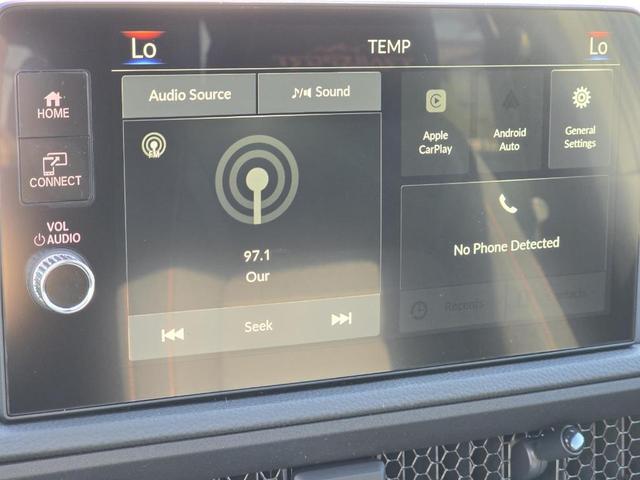 Lo
TEMP
Lo
HOME
CONNECT
VOL
AUDIO
Audio Source
Sound
Apple
CarPlay
Android
Auto
General
Settings
FM
97.1
Our
Seek
No Phone Detected
Recents